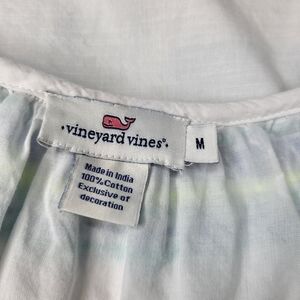 vineyard vines®
M
Made in India
100% Cotton
Exclusive of
decoration